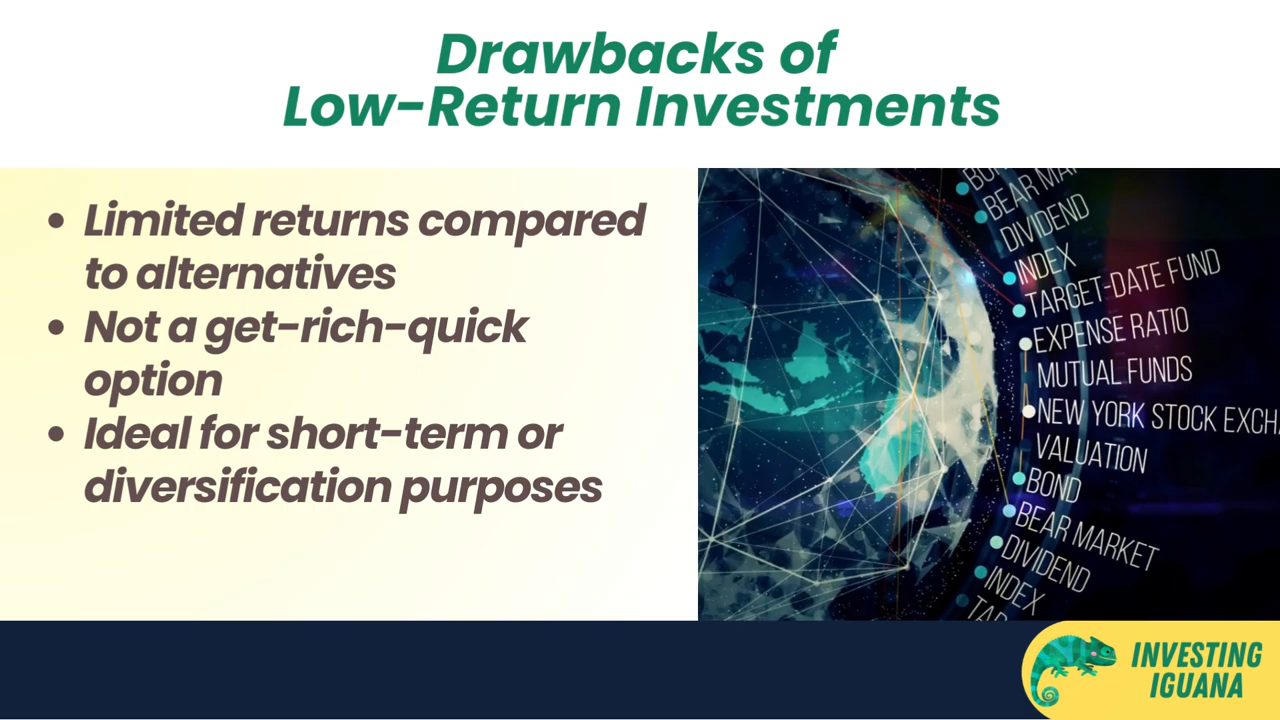 Drawbacks of
Low-Return Investments
• Limited returns compared
to alternatives
• Not a get-rich-quick
option
• Ideal for short-term or
diversification purposes
BEAR
DIVIDEND
INDEX
TARGET-DATE FUND
EXPENSE RATIO
MUTUAL FUNDS
NEW YORK STOCK EXCH
VALUATION
BOND
BEAR MARKET
DIVIDEND
INDEX
INVESTING
IGUANA